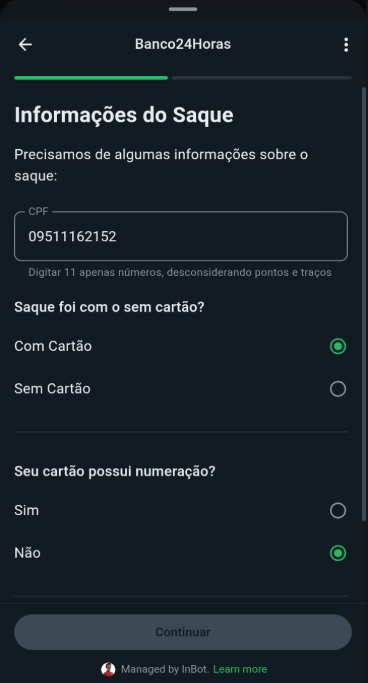 Banco24Horas
Informações do Saque
Precisamos de algumas informações sobre o
saque:
CPF
09511162152
Digitar 11 apenas números, desconsiderando pontos e traços
Saque foi com o sem cartão?
Com Cartão
Sem Cartão
Seu cartão possui numeração?
Sim
Não
Continuar
Managed by InBot. Learn more